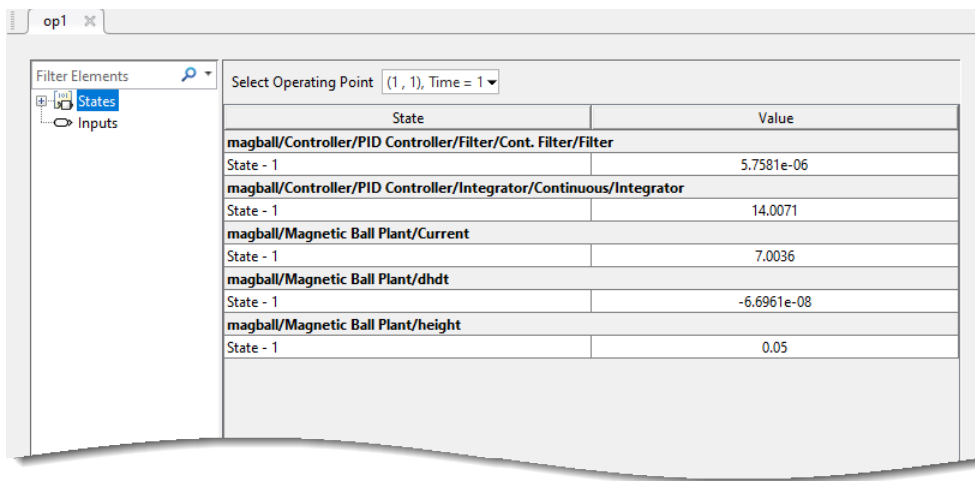 op1
Filter Elements
States
Inputs
Select Operating Point (1 , 1), Time = 1
State Value
magball/Controller/PID Controller/Filter/Cont. Filter/Filter
State - 1 5.7581e-06
magball/Controller/PID Controller/Integrator/Continuous/Integrator
State - 1 14.0071
magball/Magnetic Ball Plant/Current
State - 1 7.0036
magball/Magnetic Ball Plant/dhdt
State - 1 -6.6961e-08
magball/Magnetic Ball Plant/height
State - 1 0.05